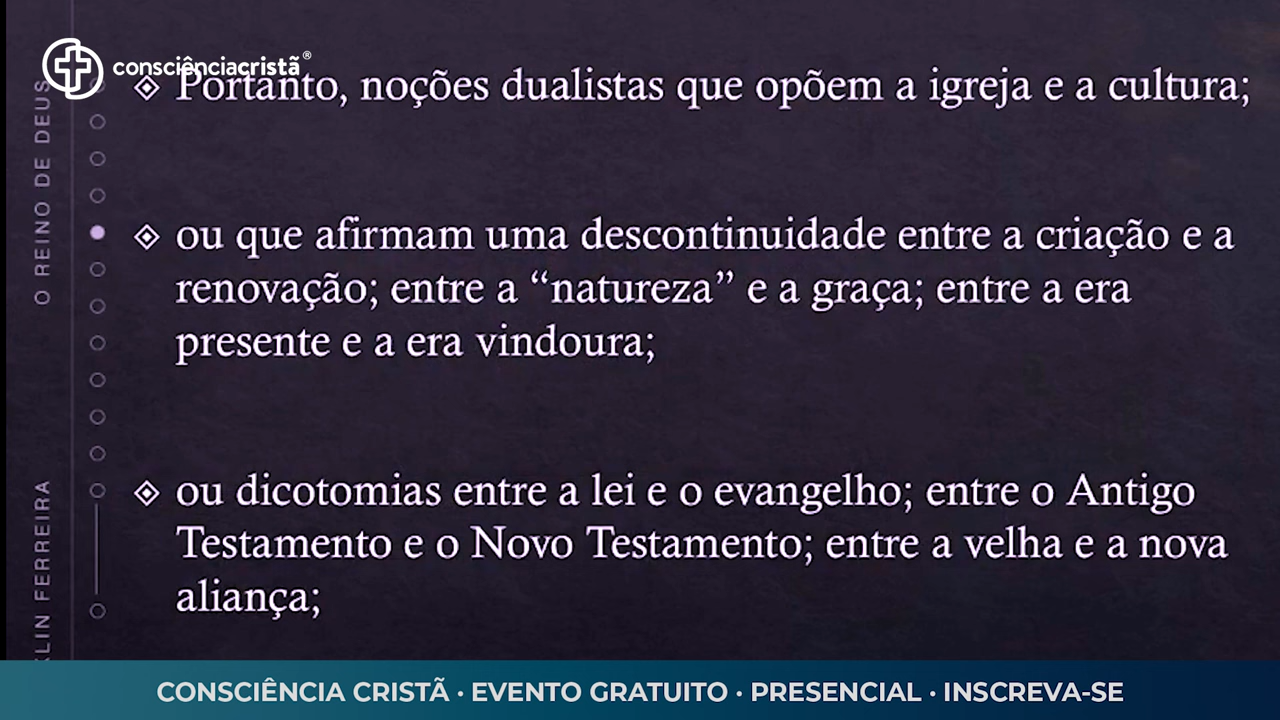 consciênciacristã®
Portanto, noções dualistas que opõem a igreja e a cultura;
ou que afirmam uma descontinuidade entre a criação e a
renovação; entre a “natureza” e a graça; entre a era
presente e a era vindoura;
ou dicotomias entre a lei e o evangelho; entre o Antigo
Testamento e o Novo Testamento; entre a velha e a nova
aliança;
O REINO DE DEUS
KLIN FERREIRA
CONSCIÊNCIA CRISTÃ · EVENTO GRATUITO · PRESENCIAL · INSCREVA-SE